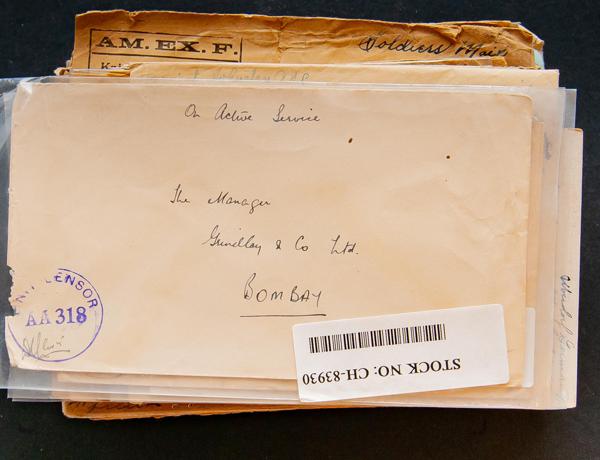 AM. EX. F.
Soldiers Mail
On Active Service
The Manager
Grindlay & Co Ltd.
BOMBAY
UNIT CENSOR
AA 318
STOCK NO: CH-83930